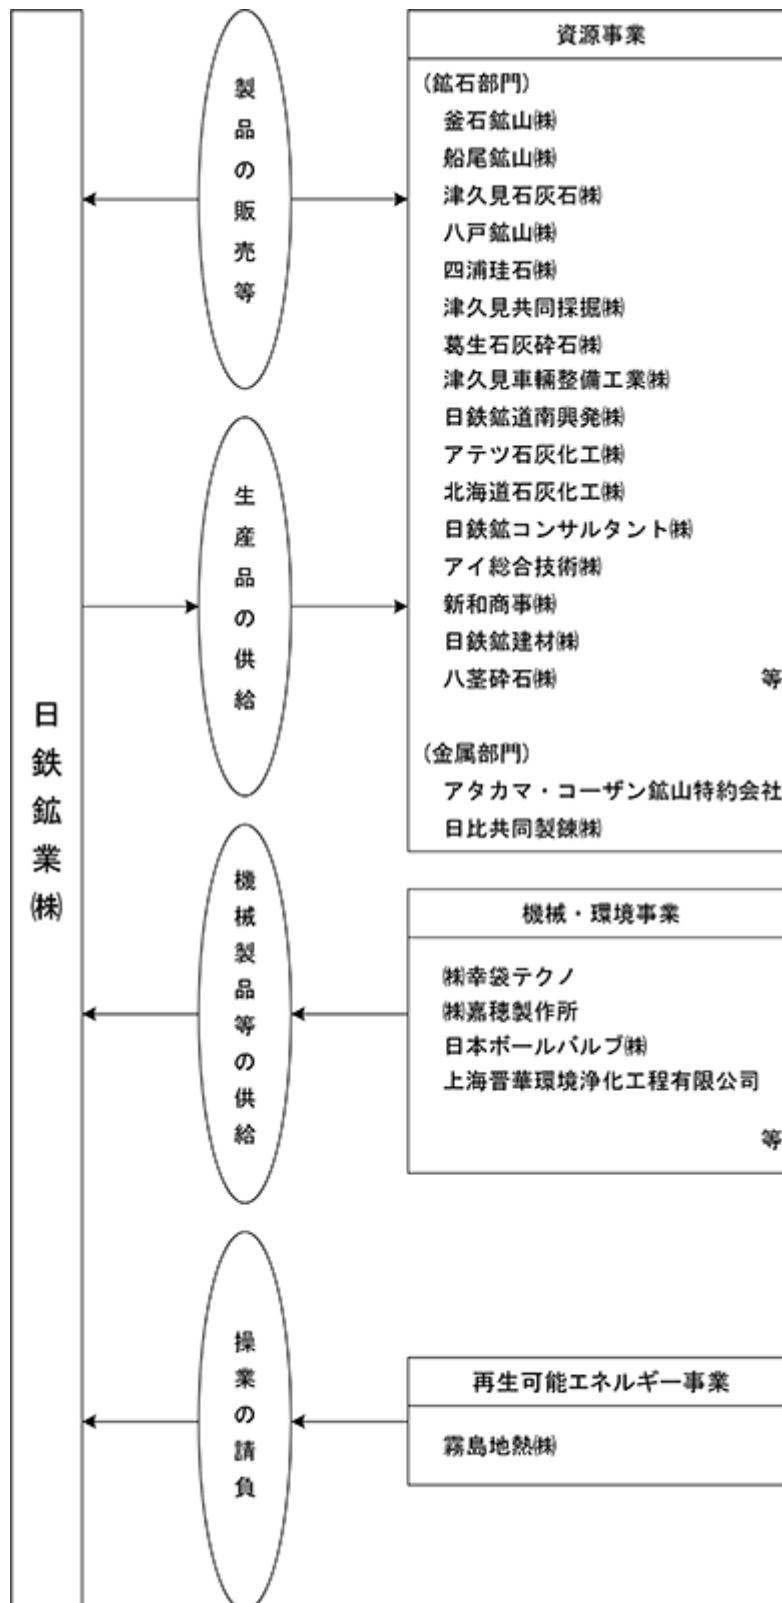 日鉄鉱業㈱
製品の販売等
生産品の供給
機械製品等の供給
操業の請負
資源事業
(鉱石部門)
釜石鉱山㈱
船尾鉱山㈱
津久見石灰石㈱
八戸鉱山㈱
四浦珪石㈱
津久見共同採掘㈱
葛生石灰砕石㈱
津久見車輛整備工業㈱
日鉄鉱道南興発㈱
アテツ石灰化工㈱
北海道石灰化工㈱
日鉄鉱コンサルタント㈱
アイ総合技術㈱
新和商事㈱
日鉄鉱建材㈱
八茎砕石㈱ 等
(金属部門)
アタカマ・コーザン鉱山特約会社
日比共同製錬㈱
機械・環境事業
㈱幸袋テクノ
㈱嘉穂製作所
日本ボールバルブ㈱
上海晋華環境浄化工程有限公司
等
再生可能エネルギー事業
霧島地熱㈱